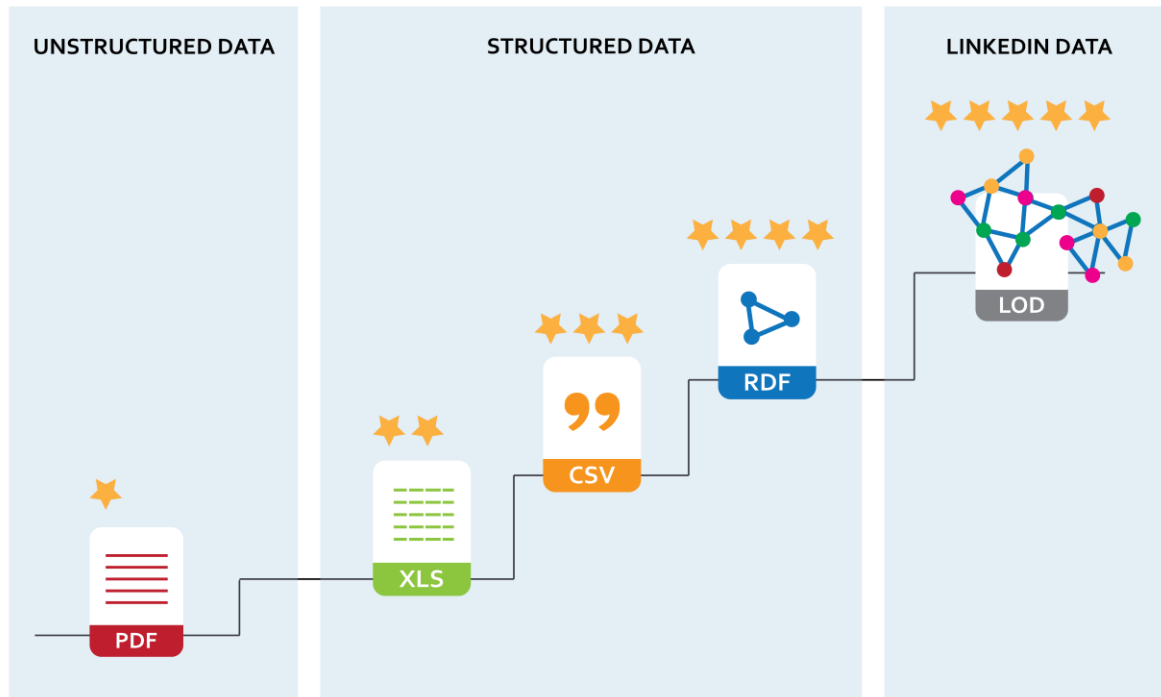 UNSTRUCTURED DATA
STRUCTURED DATA
LINKEDIN DATA
PDF
XLS
CSV
RDF
LOD